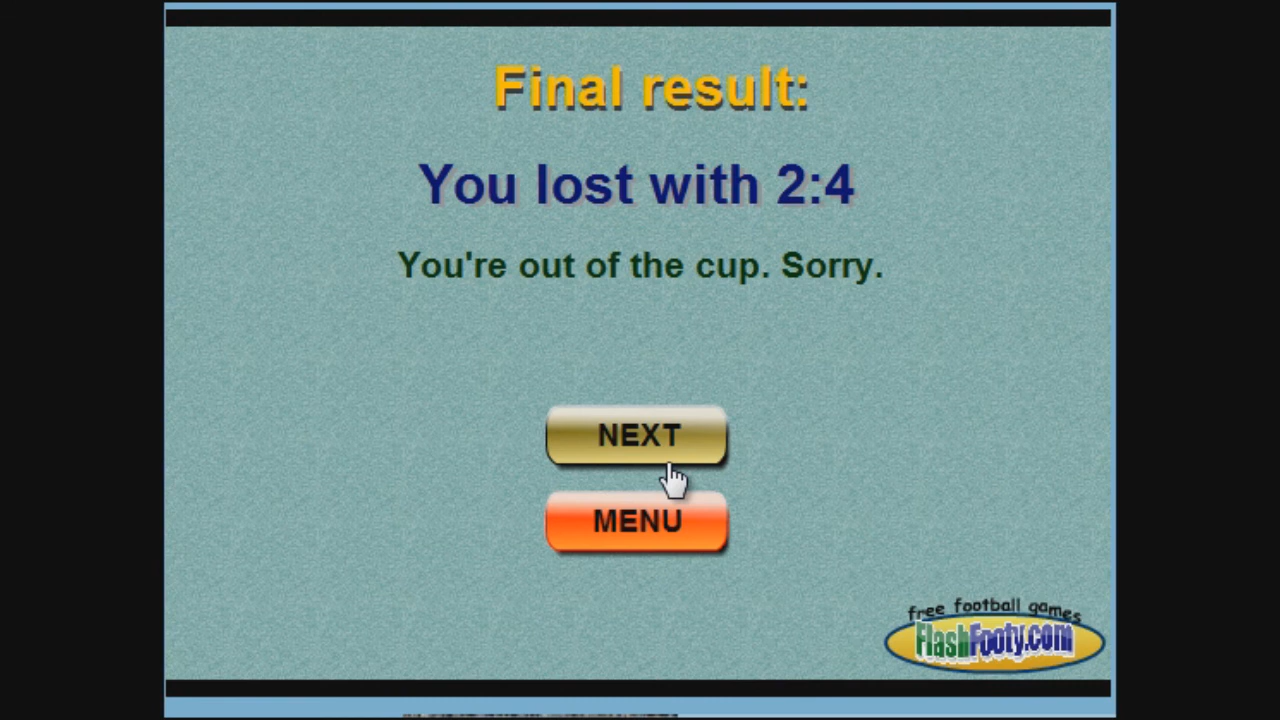 Final result:
You lost with 2:4
You're out of the cup. Sorry.
NEXT
MENU
free football games
FlashFooty.com